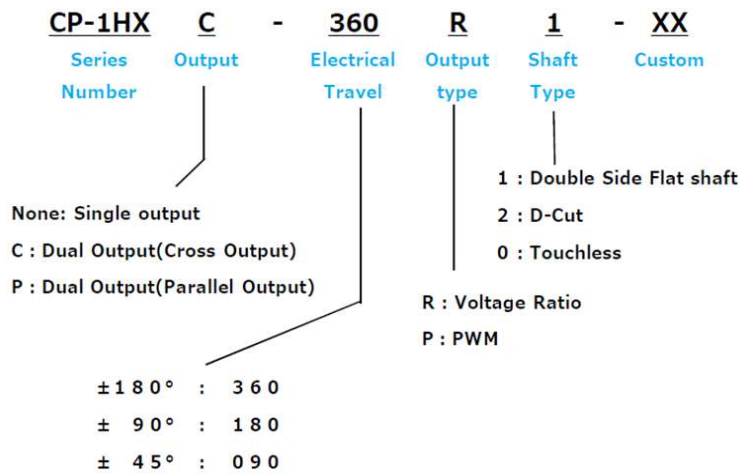 CP-1HX C - 360 R 1 - XX
Series Output Electrical Output Shaft Custom
Number Travel type Type
1 : Double Side Flat shaft
None: Single output
2 : D-Cut
C : Dual Output(Cross Output)
0 : Touchless
P : Dual Output(Parallel Output)
R : Voltage Ratio
P : PWM
±180° : 360
± 90° : 180
± 45° : 090